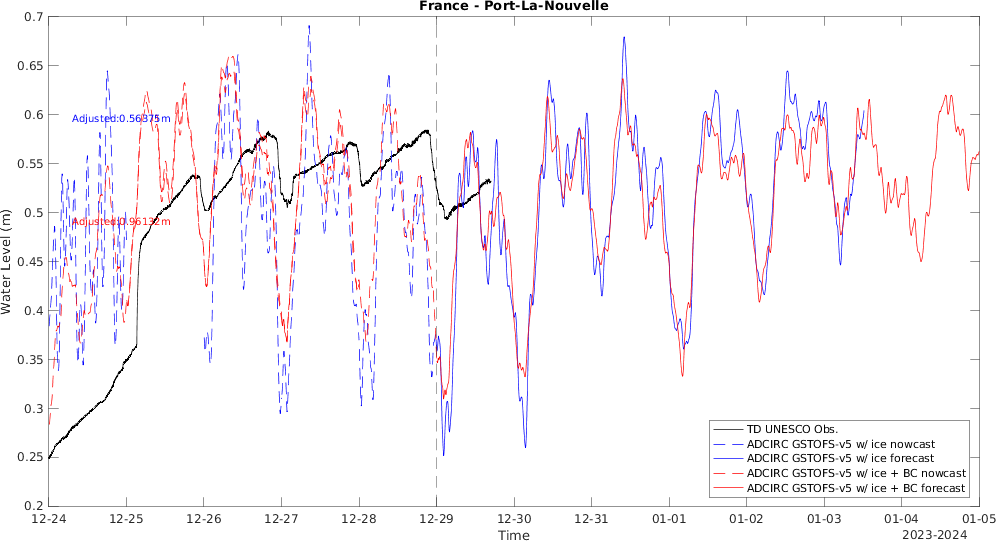 France - Port-La-Nouvelle
Water Level (m)
0.7
0.65
0.6
0.55
0.5
0.45
0.4
0.35
0.3
0.25
0.2
Adjusted:0.56375m
Adjusted:0.96132m
TD UNESCO Obs.
ADCIRC GSTOFS-v5 w/ ice nowcast
ADCIRC GSTOFS-v5 w/ ice forecast
ADCIRC GSTOFS-v5 w/ ice + BC nowcast
ADCIRC GSTOFS-v5 w/ ice + BC forecast
12-24 12-25 12-26 12-27 12-28 12-29 12-30 12-31 01-01 01-02 01-03 01-04 01-05
Time
2023-2024